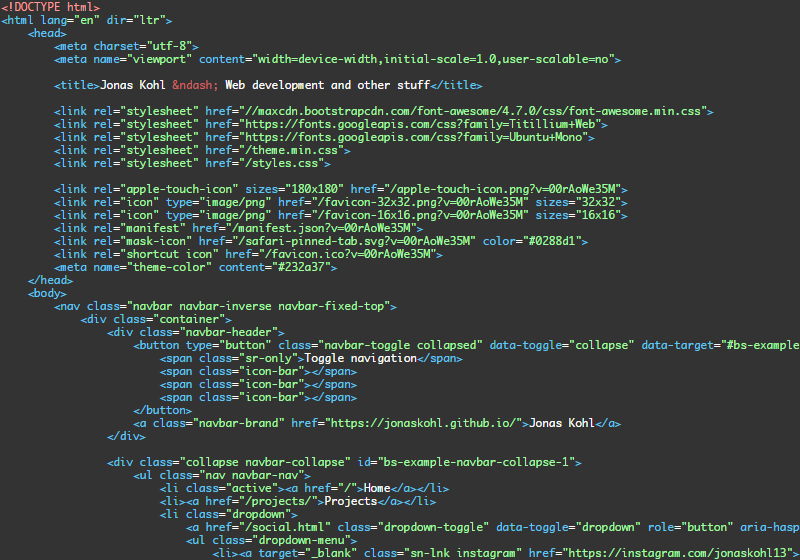 <!DOCTYPE html>
<html lang="en" dir="ltr">
<head>
<meta charset="utf-8">
<meta name="viewport" content="width=device-width,initial-scale=1.0,user-scalable=no">
<title>Jonas Kohl &ndash; Web development and other stuff</title>
<link rel="stylesheet" href="//maxcdn.bootstrapcdn.com/font-awesome/4.7.0/css/font-awesome.min.css">
<link rel="stylesheet" href="https://fonts.googleapis.com/css?family=Titillium+Web">
<link rel="stylesheet" href="https://fonts.googleapis.com/css?family=Ubuntu+Mono">
<link rel="stylesheet" href="/theme.min.css">
<link rel="stylesheet" href="/styles.css">
<link rel="apple-touch-icon" sizes="180x180" href="/apple-touch-icon.png?v=00rAoWe35M">
<link rel="icon" type="image/png" href="/favicon-32x32.png?v=00rAoWe35M" sizes="32x32">
<link rel="icon" type="image/png" href="/favicon-16x16.png?v=00rAoWe35M" sizes="16x16">
<link rel="manifest" href="/manifest.json?v=00rAoWe35M">
<link rel="mask-icon" href="/safari-pinned-tab.svg?v=00rAoWe35M" color="#0288d1">
<link rel="shortcut icon" href="/favicon.ico?v=00rAoWe35M">
<meta name="theme-color" content="#232a37">
</head>
<body>
<nav class="navbar navbar-inverse navbar-fixed-top">
<div class="container">
<div class="navbar-header">
<button type="button" class="navbar-toggle collapsed" data-toggle="collapse" data-target="#bs-example
<span class="sr-only">Toggle navigation</span>
<span class="icon-bar"></span>
<span class="icon-bar"></span>
<span class="icon-bar"></span>
</button>
<a class="navbar-brand" href="https://jonaskohl.github.io/">Jonas Kohl</a>
</div>
<div class="collapse navbar-collapse" id="bs-example-navbar-collapse-1">
<ul class="nav navbar-nav">
<li class="active"><a href="/">Home</a></li>
<li><a href="/projects/">Projects</a></li>
<li class="dropdown">
<a href="/social.html" class="dropdown-toggle" data-toggle="dropdown" role="button" aria-hasp
<ul class="dropdown-menu">
<li><a target="_blank" class="sn-lnk instagram" href="https://instagram.com/jonaskohl13">